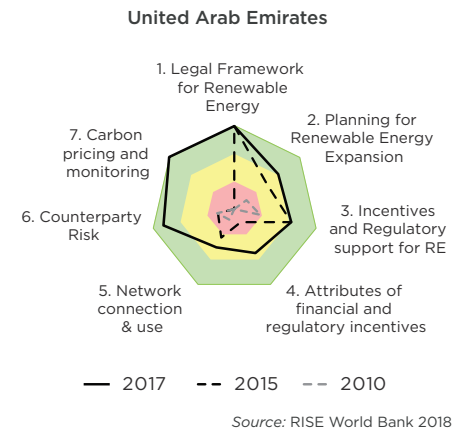 United Arab Emirates
1. Legal Framework
for Renewable
Energy
2. Planning for
Renewable Energy
Expansion
3. Incentives
and Regulatory
support for RE
4. Attributes of
financial and
regulatory incentives
5. Network
connection
& use
6. Counterparty
Risk
7. Carbon
pricing and
monitoring
2017 2015 2010
Source: RISE World Bank 2018